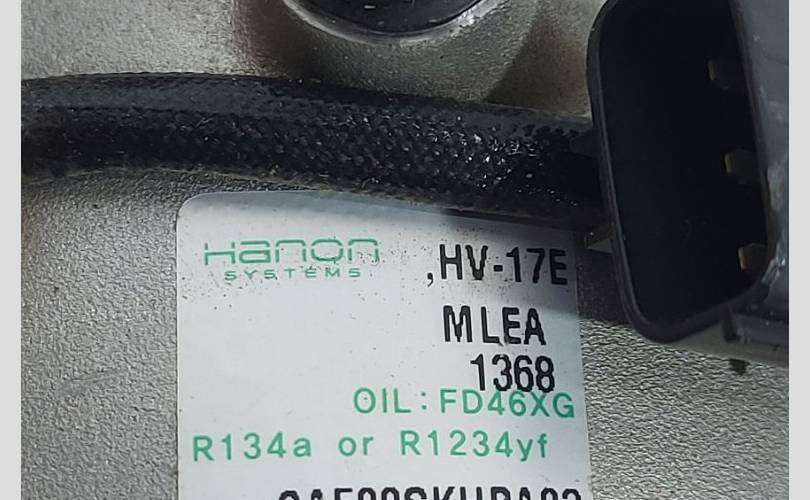 Hanon
SYSTEMS
,HV-17E
MLEA
1368
OIL:FD46XG
R134a or R1234yf